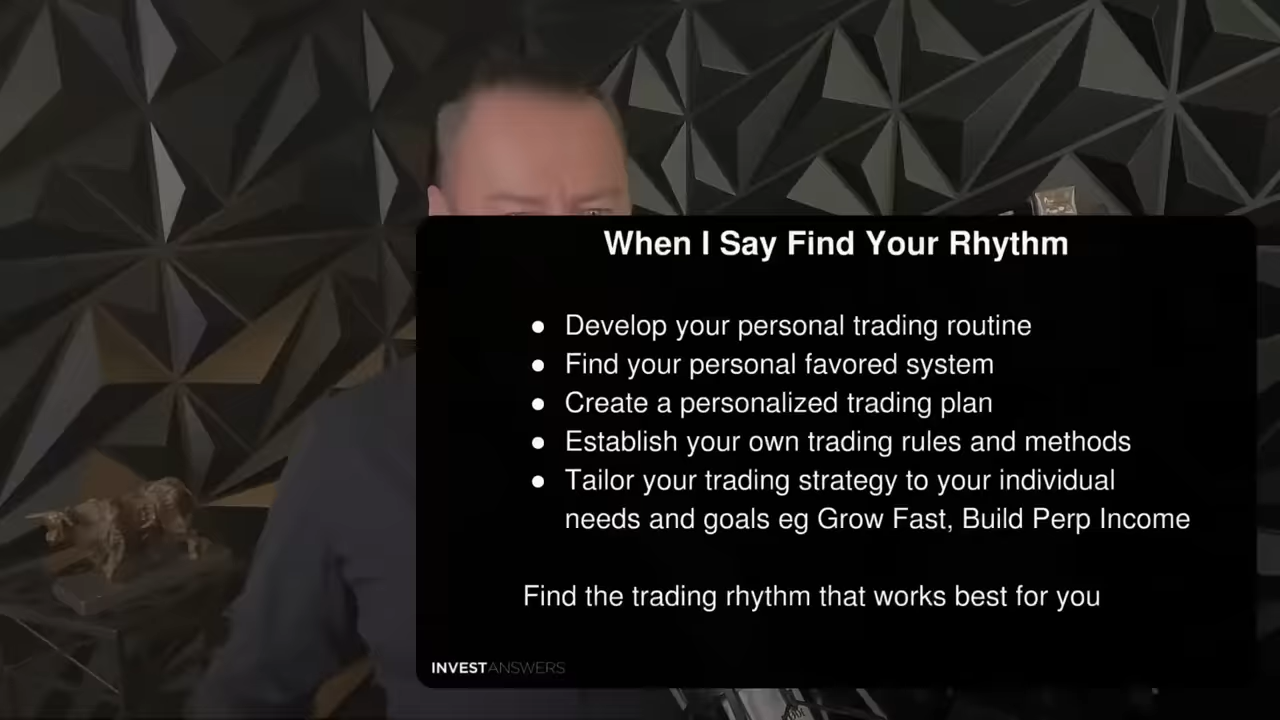 When I Say Find Your Rhythm
● Develop your personal trading routine
● Find your personal favored system
● Create a personalized trading plan
● Establish your own trading rules and methods
● Tailor your trading strategy to your individual
needs and goals eg Grow Fast, Build Perp Income
Find the trading rhythm that works best for you
INVESTANSWERS